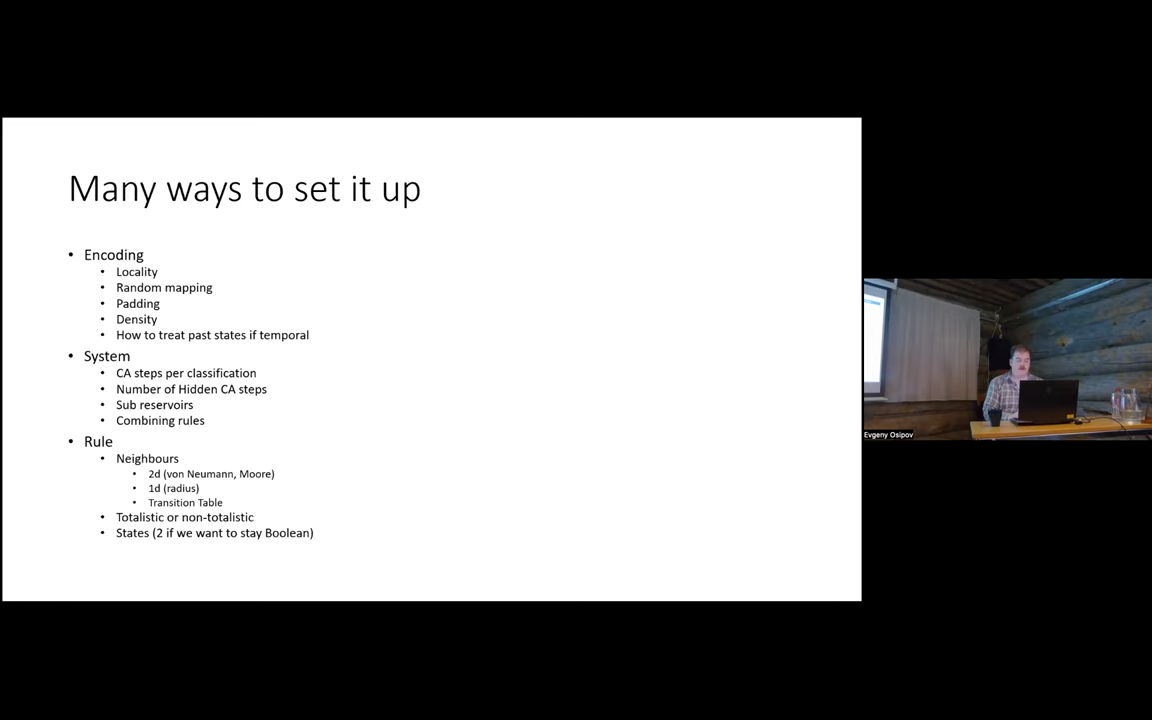 Many ways to set it up
• Encoding
• Locality
• Random mapping
• Padding
• Density
• How to treat past states if temporal
• System
• CA steps per classification
• Number of Hidden CA steps
• Sub reservoirs
• Combining rules
• Rule
• Neighbours
• 2d (von Neumann, Moore)
• 1d (radius)
• Transition Table
• Totalistic or non-totalistic
• States (2 if we want to stay Boolean)
Evgeny Osipov